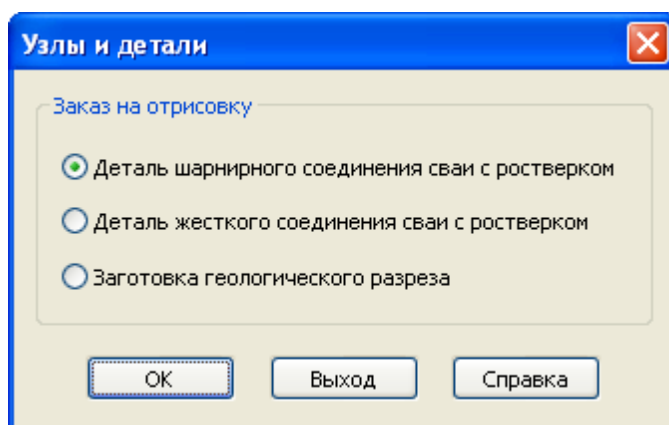 Узлы и детали
Заказ на отрисовку
Деталь шарнирного соединения сваи с ростверком
Деталь жесткого соединения сваи с ростверком
Заготовка геологического разреза
ОК Выход Справка